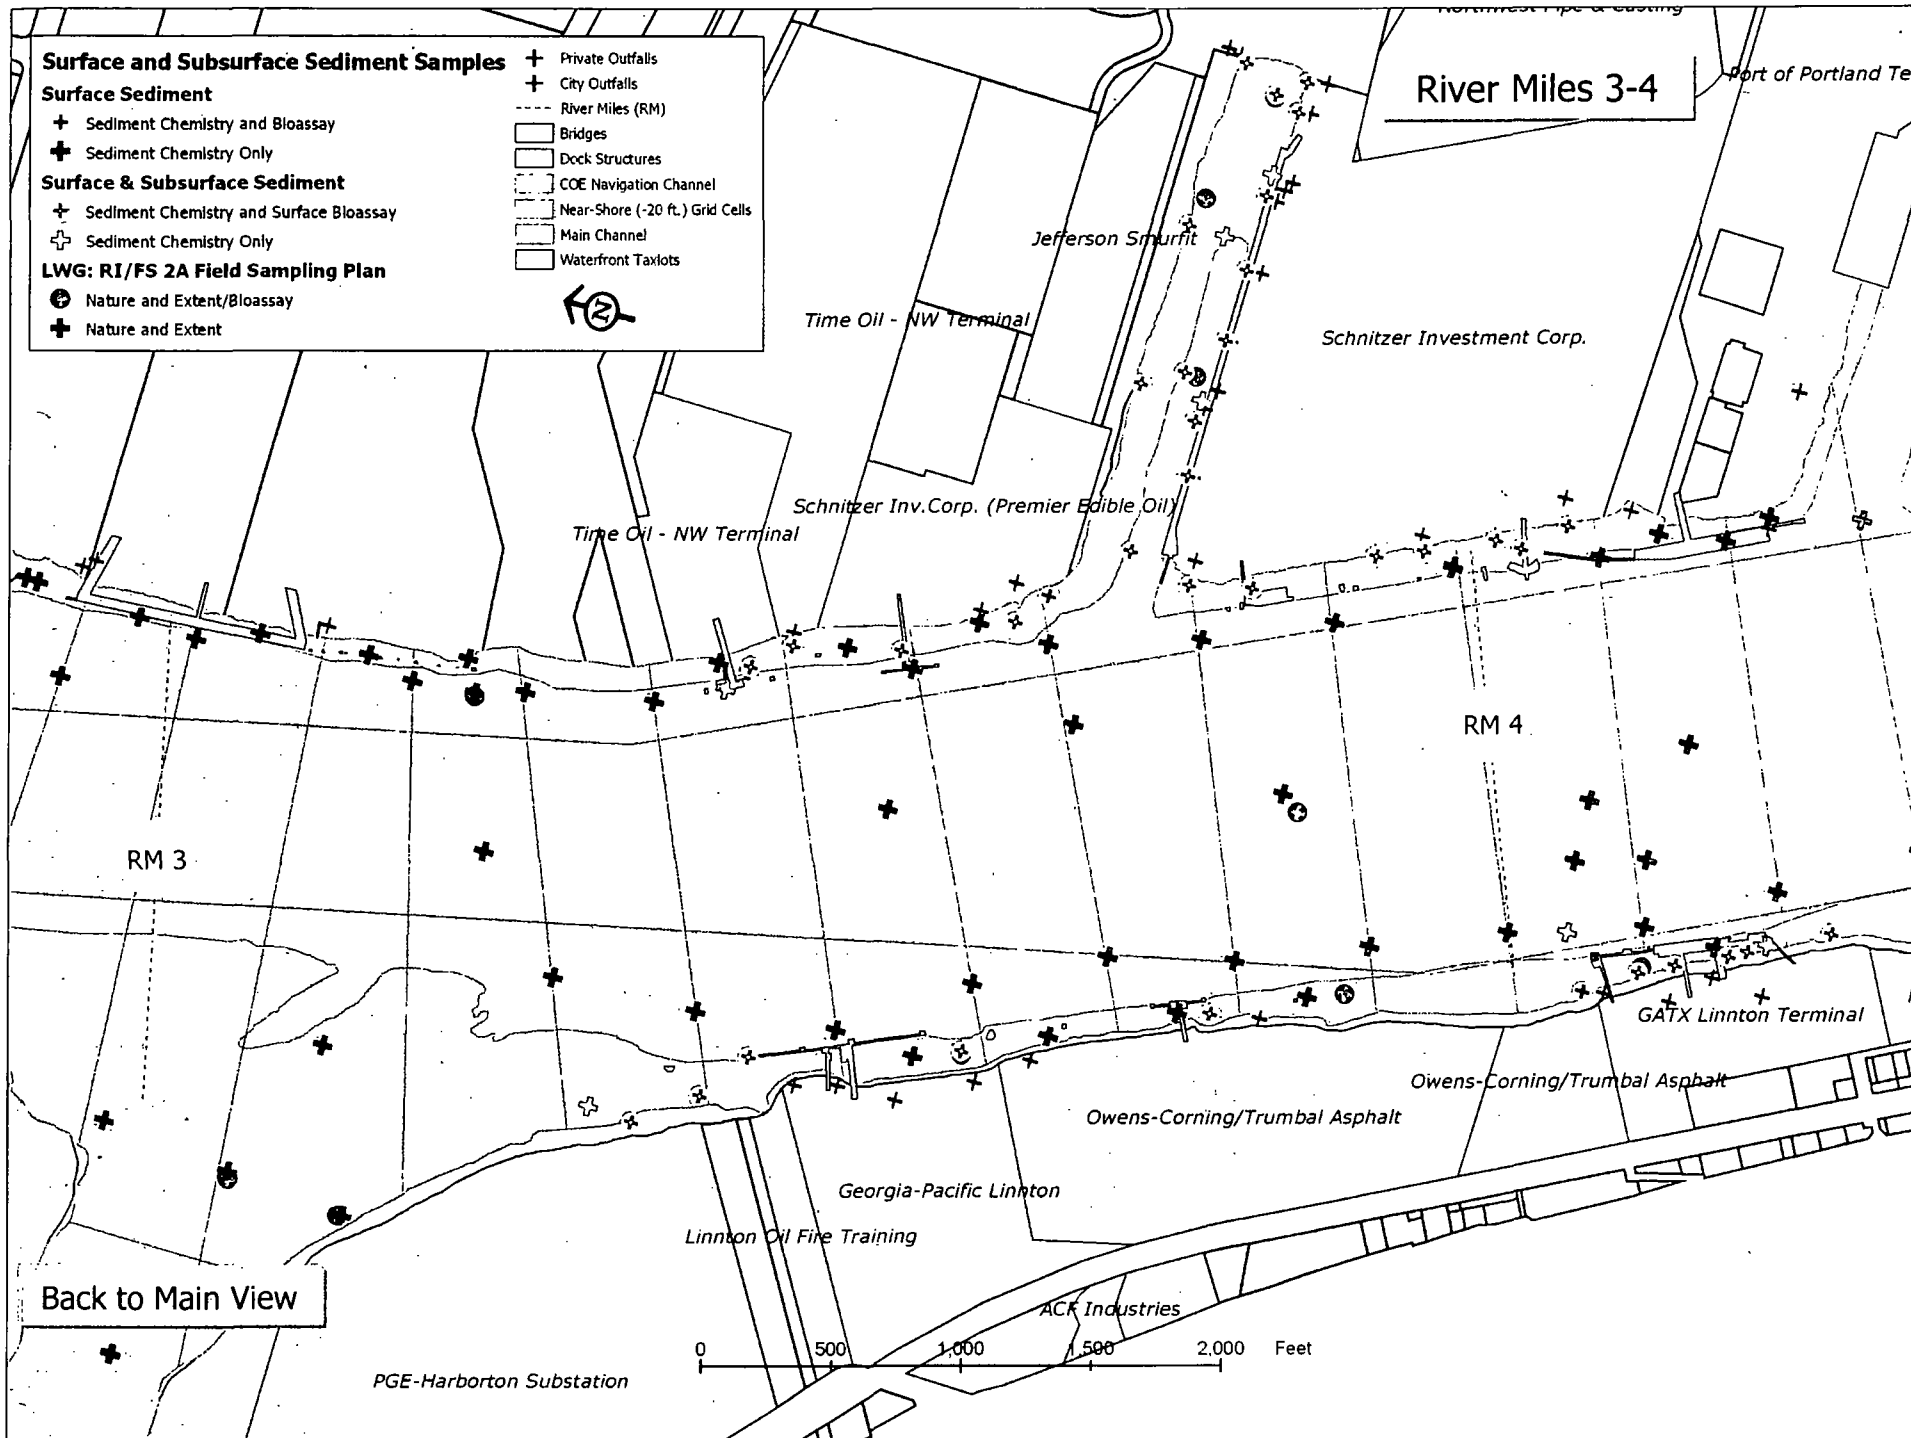 Northwest Pipe & Casting
Surface and Subsurface Sediment Samples
Surface Sediment
Sediment Chemistry and Bioassay
Sediment Chemistry Only
Surface & Subsurface Sediment
Sediment Chemistry and Surface Bioassay
Sediment Chemistry Only
LWG: RI/FS 2A Field Sampling Plan
Nature and Extent/Bioassay
Nature and Extent
Private Outfalls
City Outfalls
River Miles (RM)
Bridges
Dock Structures
COE Navigation Channel
Near-Shore (-20 ft.) Grid Cells
Main Channel
Waterfront Taxlots
N
River Miles 3-4
Port of Portland Te
Jefferson Smurfit
Time Oil - NW Terminal
Schnitzer Investment Corp.
Schnitzer Inv.Corp. (Premier Edible Oil)
Time Oil - NW Terminal
RM 4
RM 3
GATX Linnton Terminal
Owens-Corning/Trumbal Asphalt
Owens-Corning/Trumbal Asphalt
Georgia-Pacific Linnton
Linnton Oil Fire Training
Back to Main View
ACF Industries
0 500 1,000 1,500 2,000 Feet
PGE-Harborton Substation